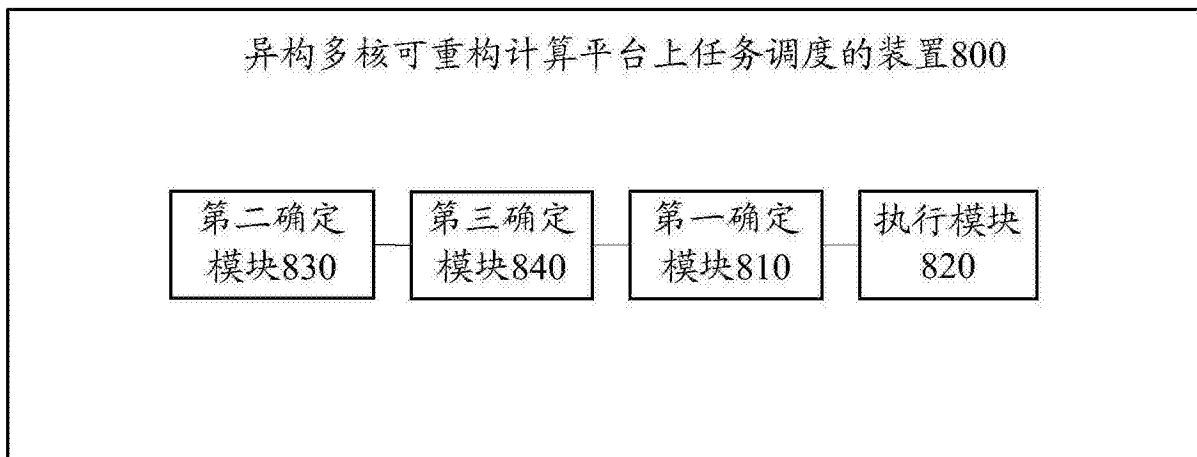 异构多核可重构计算平台上任务调度的装置800
第二确定
模块830
第三确定
模块840
第一确定
模块810
执行模块
820